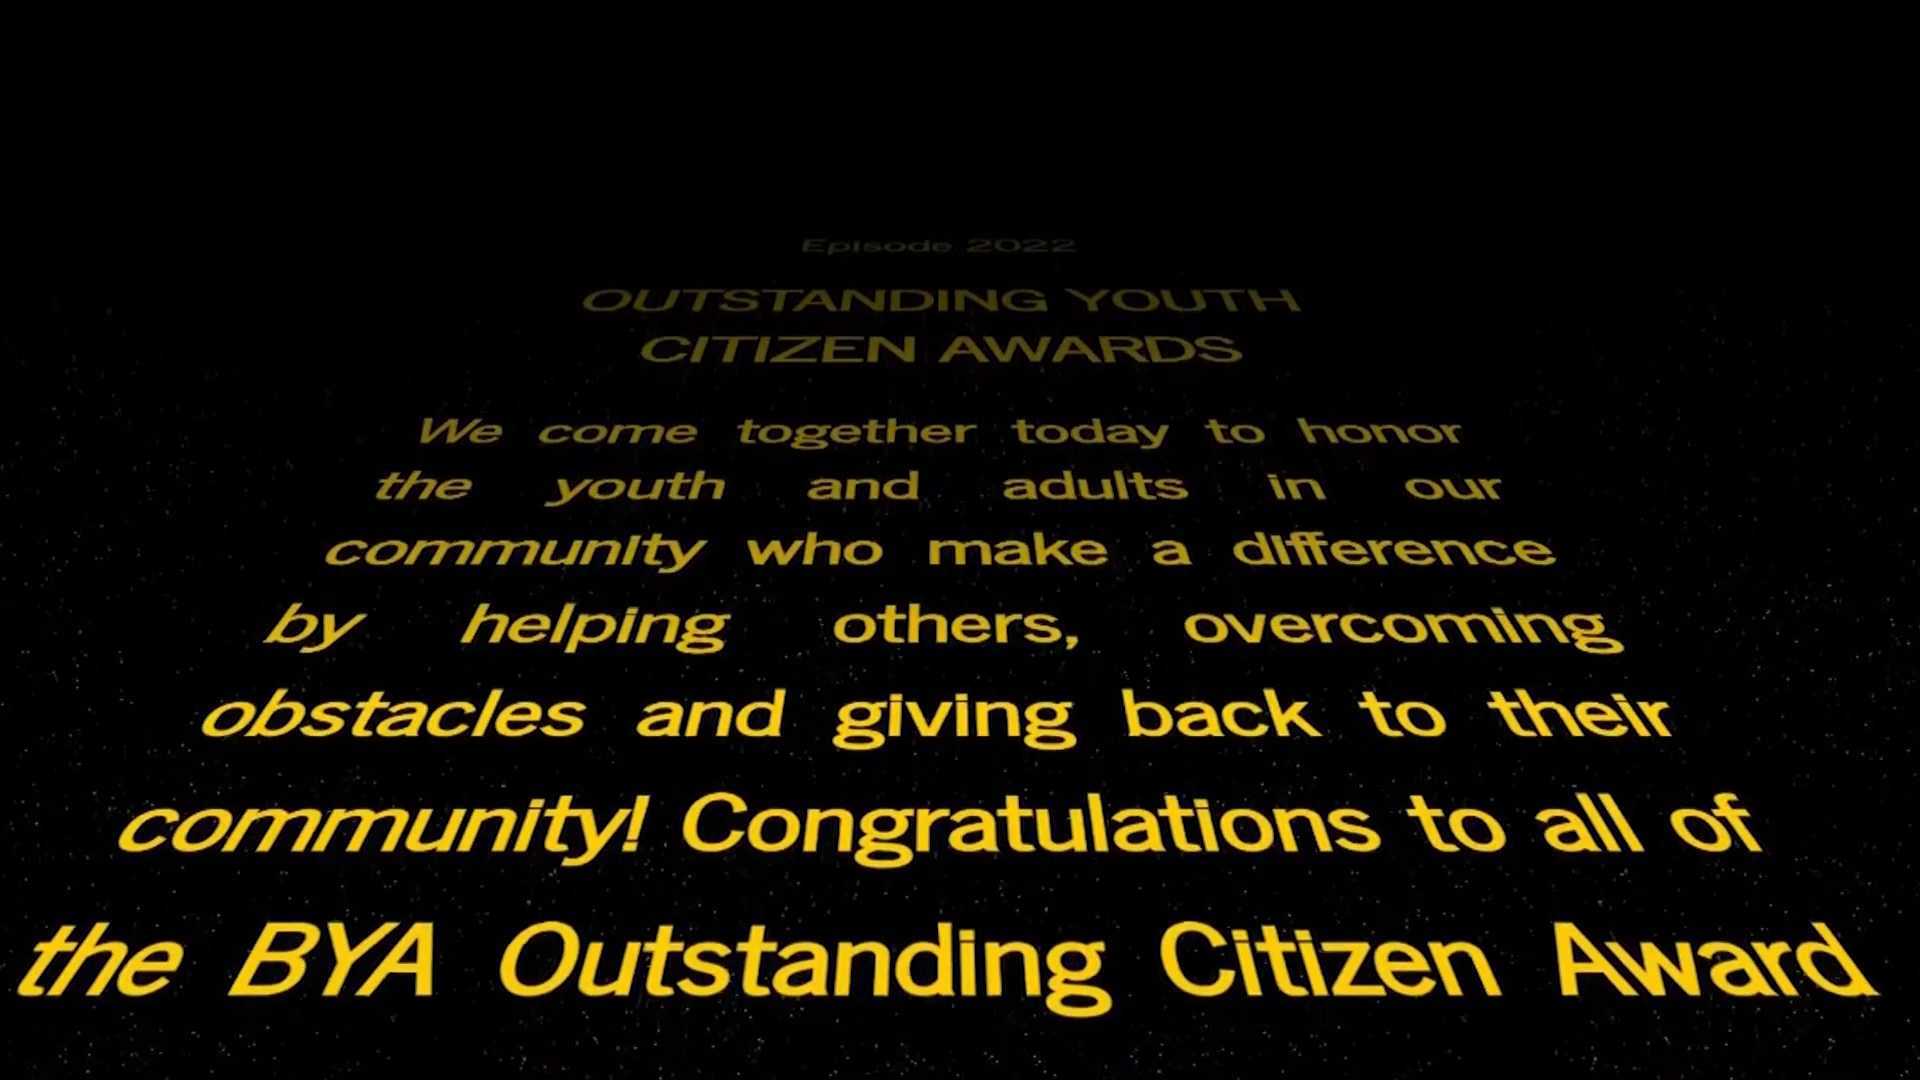 Episode 2022
OUTSTANDING YOUTH
CITIZEN AWARDS
We come together today to honor
the youth and adults in our
community who make a difference
by helping others, overcoming
obstacles and giving back to their
community! Congratulations to all of
the BYA Outstanding Citizen Award